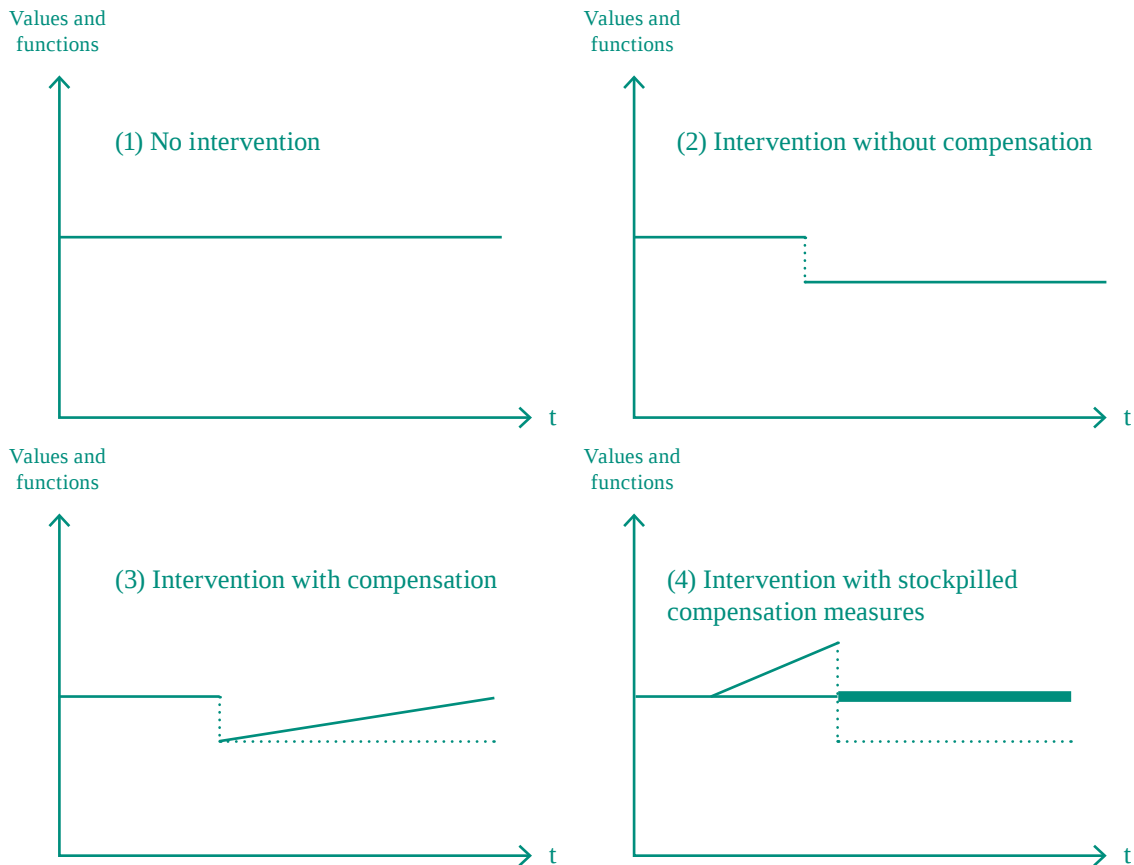 Values and
functions
(1) No intervention
t
Values and
functions
(2) Intervention without compensation
t
Values and
functions
(3) Intervention with compensation
t
Values and
functions
(4) Intervention with stockpilled
compensation measures
t